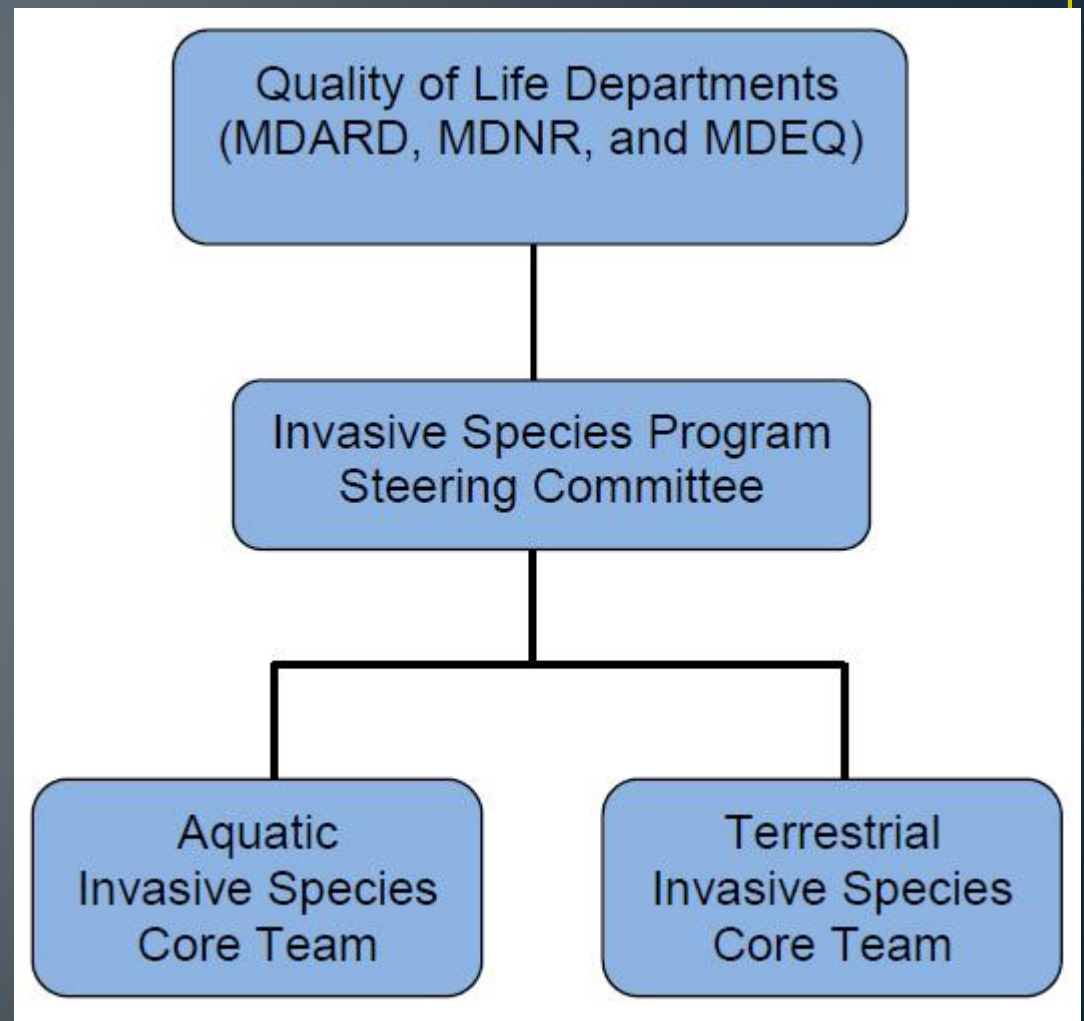 Quality of Life Departments
(MDARD, MDNR, and MDEQ)
Invasive Species Program
Steering Committee
Aquatic
Invasive Species
Core Team
Terrestrial
Invasive Species
Core Team